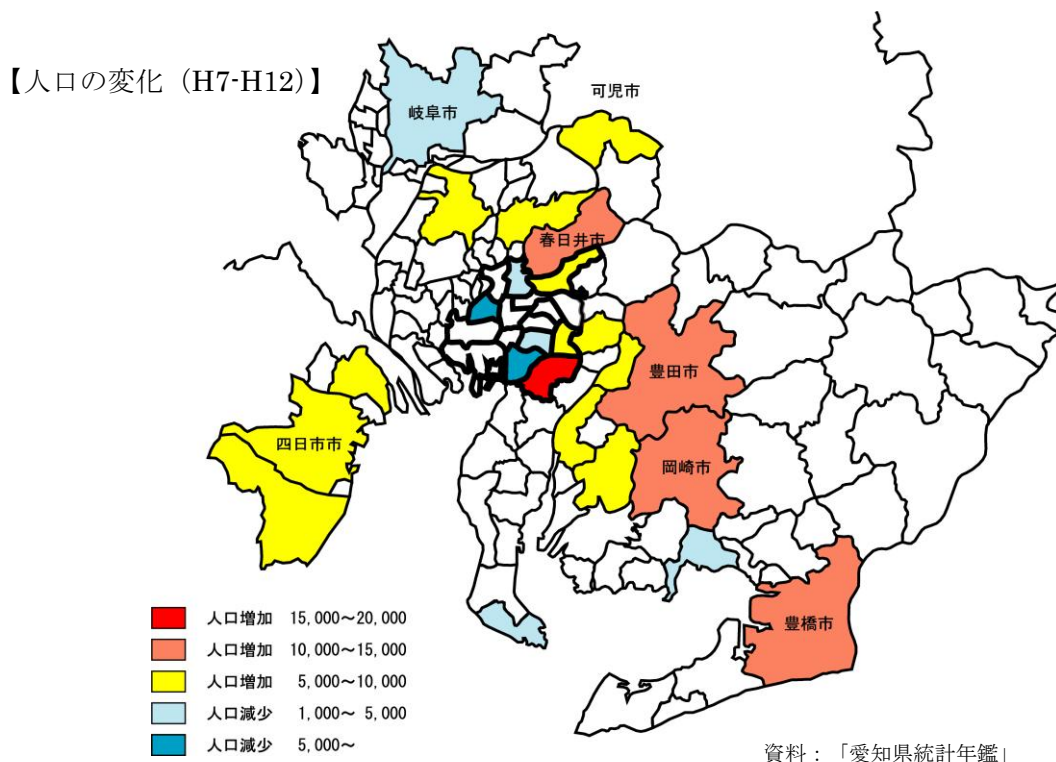 【人口の変化（H7-H12)】
可児市
岐阜市
春日井市
豊田市
四日市市
岡崎市
豊橋市
人口増加 15,000～20,000
人口増加 10,000～15,000
人口増加 5,000～10,000
人口減少 1,000～ 5,000
人口減少 5,000～
資料：「愛知県統計年鑑」